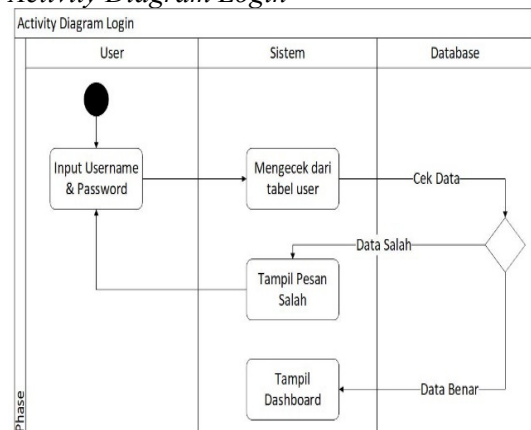 Activity Diagram Login
Activity Diagram Login
User
Sistem
Database
Input Username
& Password
Mengecek dari
tabel user
Cek Data
Data Salah
Tampil Pesan
Salah
Tampil
Dashboard
Data Benar
Phase